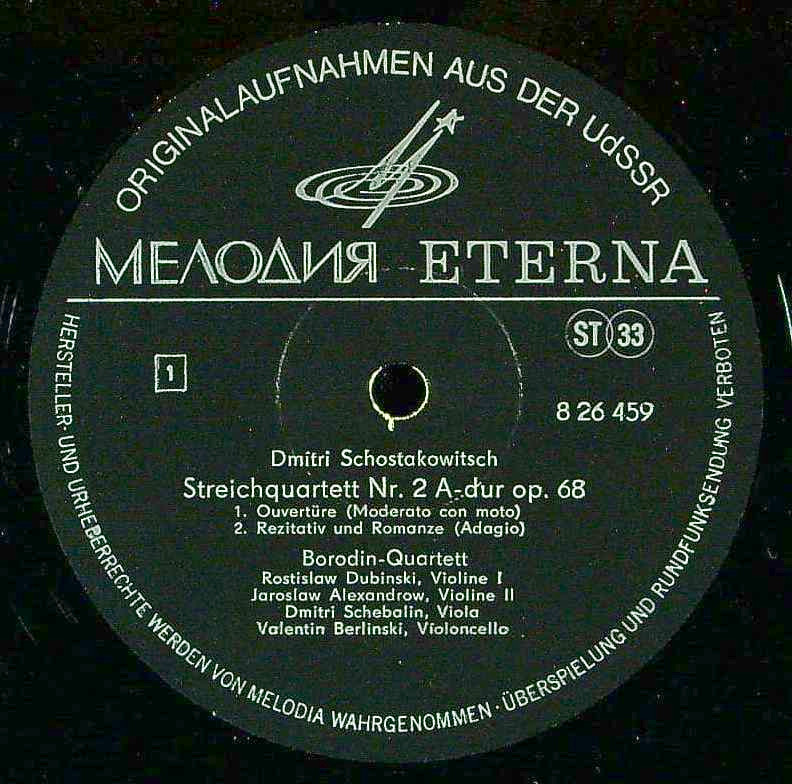 ORIGINALAUFNAHMEN AUS DER UdSSR
МЕЛОДИЯ ETERNA
ST 33
1
8 26 459
Dmitri Schostakowitsch
Streichquartett Nr. 2 A-dur op. 68
1. Ouvertüre (Moderato con moto)
2. Rezitativ und Romanze (Adagio)
Borodin-Quartett
Rostislaw Dubinski, Violine I
Jaroslaw Alexandrow, Violine II
Dmitri Schebalin, Viola
Valentin Berlinski, Violoncello
HERSTELLER- UND URHEBERRECHTE WERDEN VON MELODIA WAHRGENOMMEN · ÜBERSPIELUNG UND RUNDFUNKSENDUNG VERBOTEN